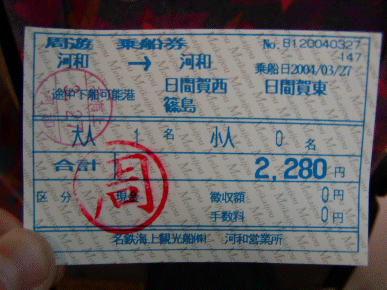 周遊 乗船券 No.B120040327
-147
河和 → 河和 乗船日2004/03/27
途中下船可能港 日間賀西 日間賀東
篠島
大人 1名 小人 0名
合計 2,280円
区分 現金 徴収額 0円
手数料 0円
周
名鉄海上観光船㈱ 河和営業所